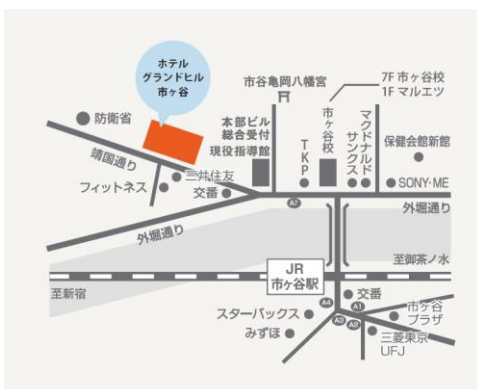 ホテル
グランドヒル
市ヶ谷
防衛省
靖国通り
フィットネス
三井住友
交番
外堀通り
本部ビル
総合受付
現役指導館
市谷亀岡八幡宮
TKP
市ヶ谷校
7F 市ヶ谷校
1F マルエツ
マクドナルド
サンクス
保健会館新館
SONY・ME
A7
外堀通り
至御茶ノ水
JR
市ヶ谷駅
至新宿
A4
A1
A3
A2
交番
スターバックス
みずほ
市ヶ谷
プラザ
三菱東京
UFJ